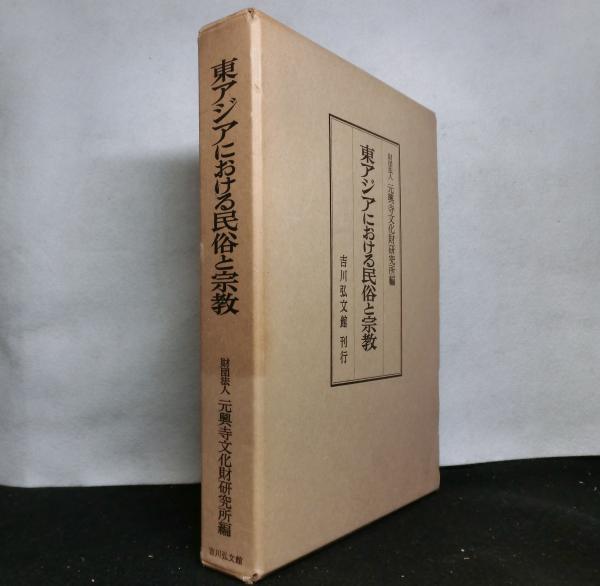 東アジアにおける民俗と宗教
財団法人 元興寺文化財研究所編
吉川弘文館
財団法人 元興寺文化財研究所編
東アジアにおける民俗と宗教
吉川弘文館 刊行